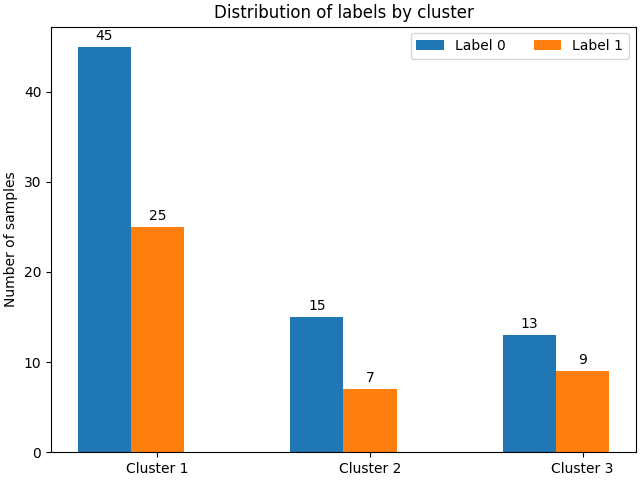 Distribution of labels by cluster
Label 0
Label 1
Number of samples
40
30
20
10
0
45
25
15
7
13
9
Cluster 1
Cluster 2
Cluster 3